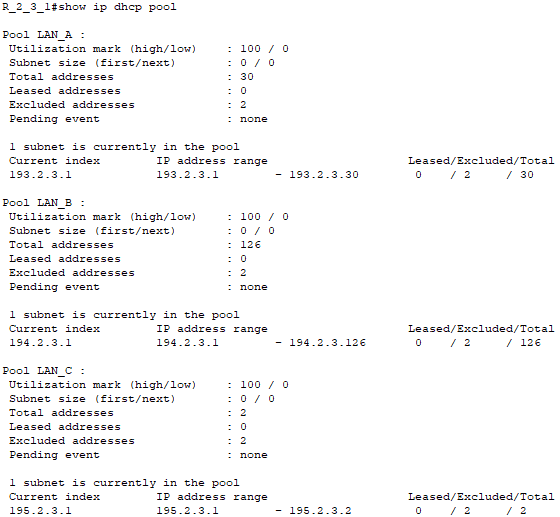 R_2_3_1#show ip dhcp pool
Pool LAN_A :
Utilization mark (high/low) : 100 / 0
Subnet size (first/next) : 0 / 0
Total addresses : 30
Leased addresses : 0
Excluded addresses : 2
Pending event : none
1 subnet is currently in the pool
Current index IP address range Leased/Excluded/Total
193.2.3.1 193.2.3.1 - 193.2.3.30 0 / 2 / 30
Pool LAN_B :
Utilization mark (high/low) : 100 / 0
Subnet size (first/next) : 0 / 0
Total addresses : 126
Leased addresses : 0
Excluded addresses : 2
Pending event : none
1 subnet is currently in the pool
Current index IP address range Leased/Excluded/Total
194.2.3.1 194.2.3.1 - 194.2.3.126 0 / 2 / 126
Pool LAN_C :
Utilization mark (high/low) : 100 / 0
Subnet size (first/next) : 0 / 0
Total addresses : 2
Leased addresses : 0
Excluded addresses : 2
Pending event : none
1 subnet is currently in the pool
Current index IP address range Leased/Excluded/Total
195.2.3.1 195.2.3.1 - 195.2.3.2 0 / 2 / 2